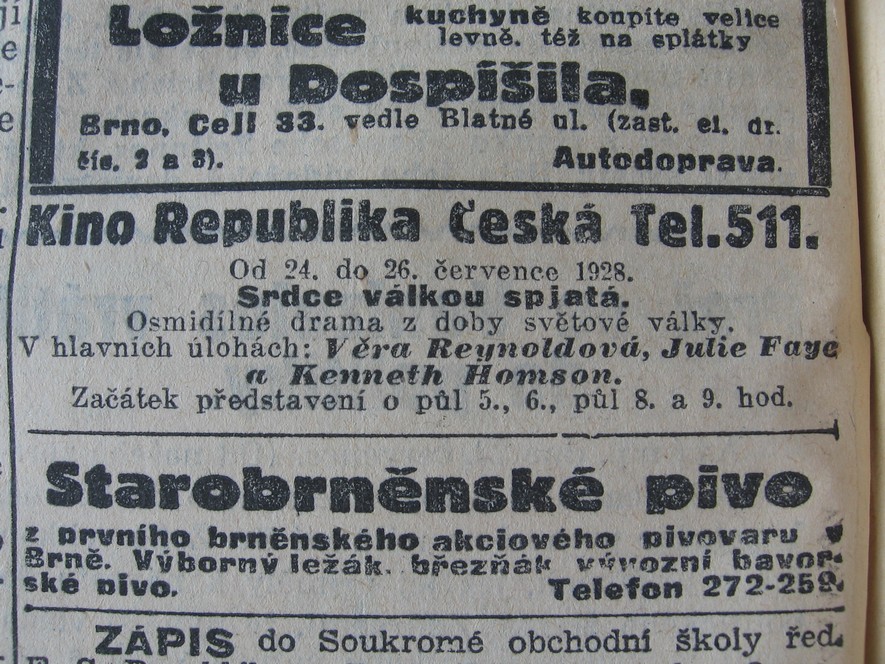 Ložnice kuchyně koupíte velice
levně. též na splátky
u Dospíšila,
Brno, Cejl 33. vedle Blatné ul. (zast. el. dr.
čís. 2 a 3). Autodoprava.
Kino Republika Česká Tel. 511.
Od 24. do 26. července 1928.
Srdce válkou spjatá.
Osmidílné drama z doby světové války.
V hlavních úlohách: Věra Reynoldová, Julie Faye
a Kenneth Homson.
Začátek představení o půl 5., 6., půl 8. a 9. hod.
Starobrněnské pivo
z prvního brněnského akciového pivovaru v
Brně. Výborný ležák. březňák vývozní bavor-
ské pivo. Telefon 272-259.
ZÁPIS do Soukromé obchodní školy řed.